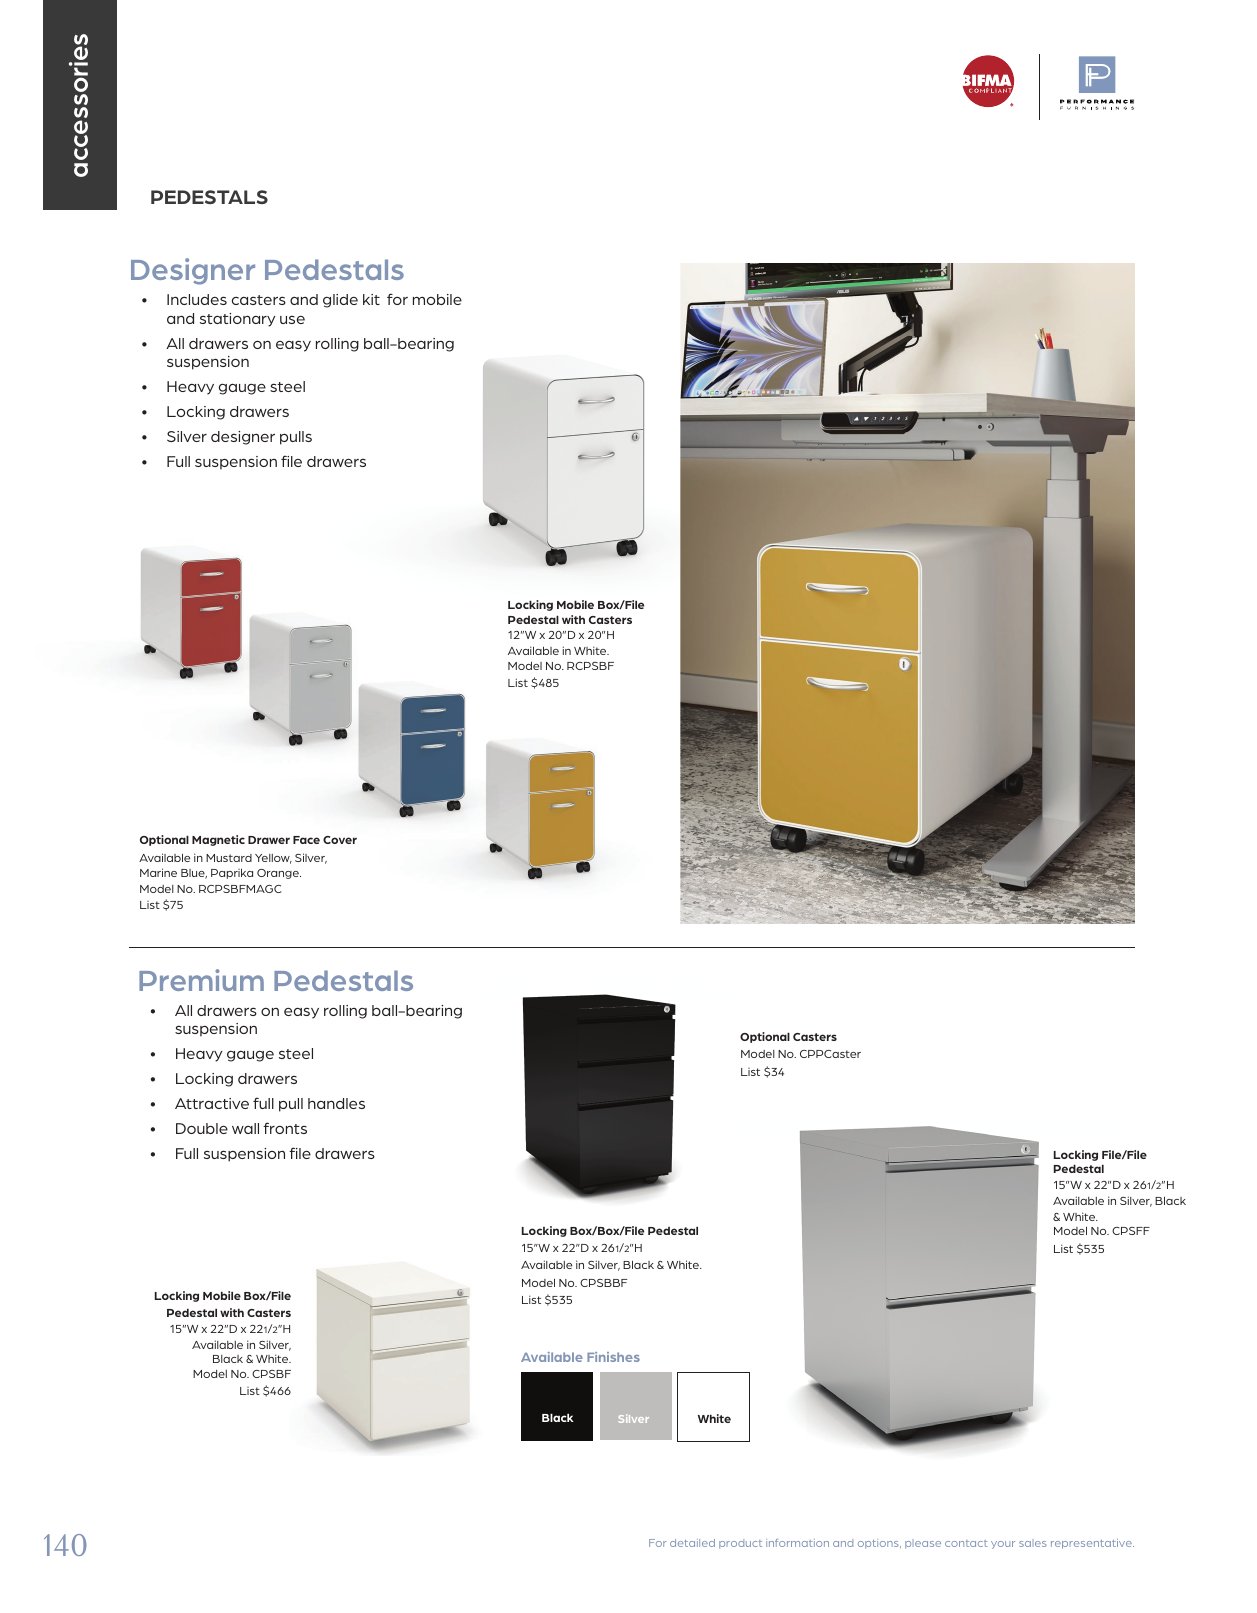 accessories
BIFMA
COMPLIANT
PERFORMANCE
FURNISHINGS
PEDESTALS
Designer Pedestals
• Includes casters and glide kit for mobile
and stationary use
• All drawers on easy rolling ball-bearing
suspension
• Heavy gauge steel
• Locking drawers
• Silver designer pulls
• Full suspension file drawers
Locking Mobile Box/File
Pedestal with Casters
12"W x 20"D x 20"H
Available in White.
Model No. RCPSBF
List $485
Optional Magnetic Drawer Face Cover
Available in Mustard Yellow, Silver,
Marine Blue, Paprika Orange.
Model No. RCPSBFMAGC
List $75
Premium Pedestals
• All drawers on easy rolling ball-bearing
suspension
• Heavy gauge steel
• Locking drawers
• Attractive full pull handles
• Double wall fronts
• Full suspension file drawers
Optional Casters
Model No. CPPCaster
List $34
Locking File/File
Pedestal
15"W x 22"D x 261/2"H
Available in Silver, Black
& White.
Model No. CPSFF
List $535
Locking Box/Box/File Pedestal
15"W x 22"D x 261/2"H
Available in Silver, Black & White.
Model No. CPSBBF
List $535
Locking Mobile Box/File
Pedestal with Casters
15"W x 22"D x 221/2"H
Available in Silver,
Black & White.
Model No. CPSBF
List $466
Available Finishes
Black
Silver
White
140
For detailed product information and options, please contact your sales representative.